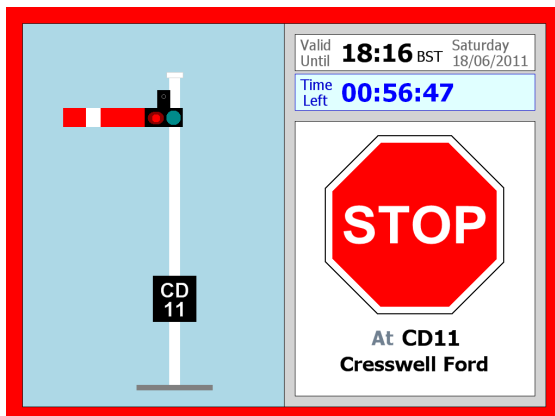 CD
11
Valid
Until
18:16 BST
Saturday
18/06/2011
Time
Left
00:56:47
STOP
At CD11
Cresswell Ford